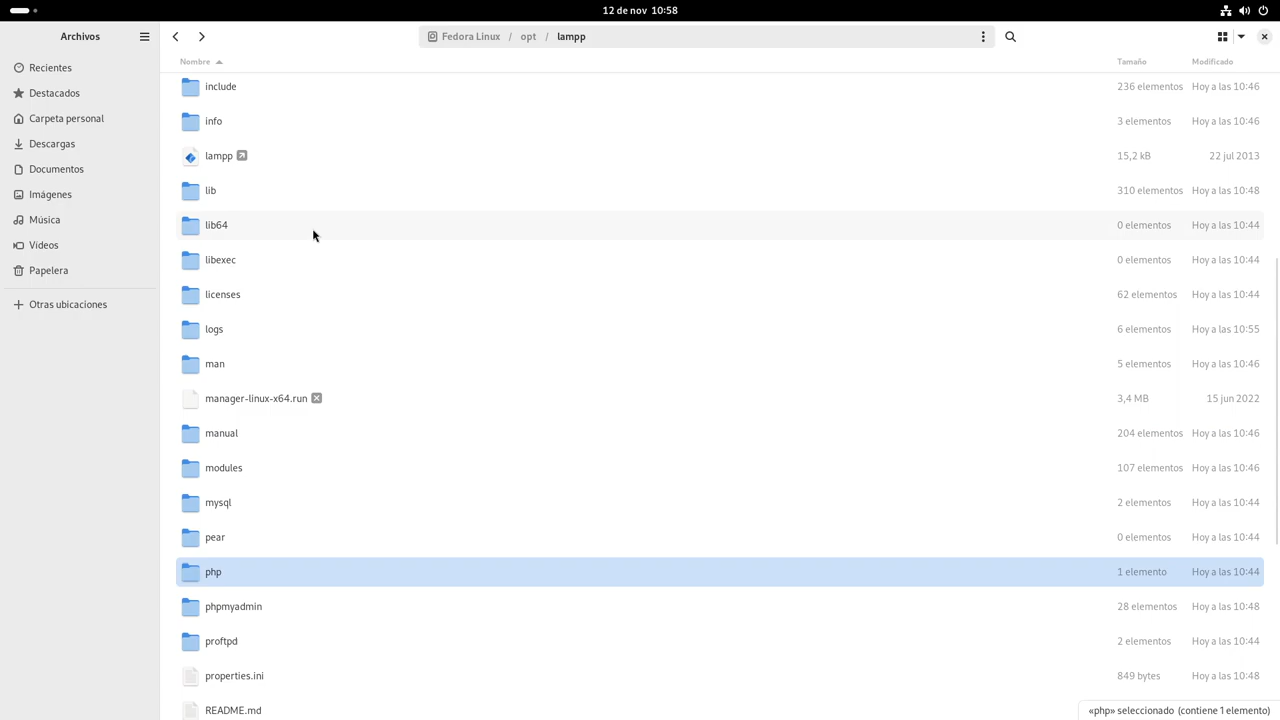 12 de nov 10:58
Archivos
Fedora Linux / opt / lampp
Nombre Tamaño Modificado
Recientes
Destacados
Carpeta personal
Descargas
Documentos
Imágenes
Música
Vídeos
Papelera
Otras ubicaciones
include 236 elementos Hoy a las 10:46
info 3 elementos Hoy a las 10:46
lampp 15,2 kB 22 jul 2013
lib 310 elementos Hoy a las 10:48
lib64 0 elementos Hoy a las 10:44
libexec 0 elementos Hoy a las 10:44
licenses 62 elementos Hoy a las 10:44
logs 6 elementos Hoy a las 10:55
man 5 elementos Hoy a las 10:46
manager-linux-x64.run 3,4 MB 15 jun 2022
manual 204 elementos Hoy a las 10:46
modules 107 elementos Hoy a las 10:46
mysql 2 elementos Hoy a las 10:44
pear 0 elementos Hoy a las 10:44
php 1 elemento Hoy a las 10:44
phpmyadmin 28 elementos Hoy a las 10:48
proftpd 2 elementos Hoy a las 10:44
properties.ini 849 bytes Hoy a las 10:48
README.md
«php» seleccionado (contiene 1 elemento)